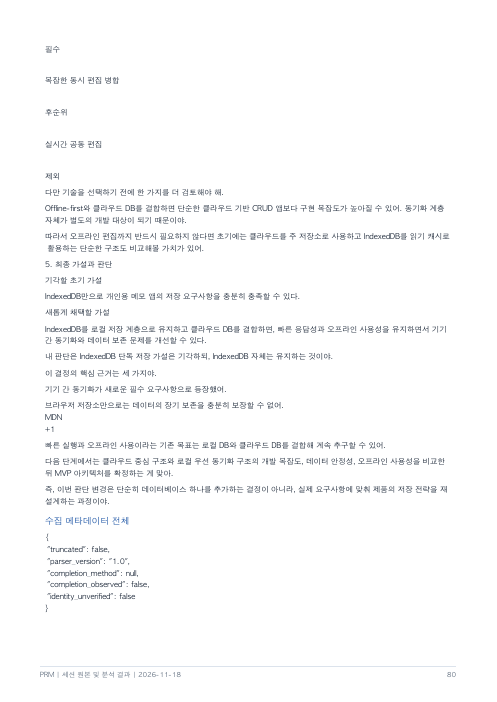 필수
복잡한 동시 편집 병합
후순위
실시간 공동 편집
제외
다만 기술을 선택하기 전에 한 가지를 더 검토해야 해.
Offline-first와 클라우드 DB를 결합하면 단순한 클라우드 기반 CRUD 앱보다 구현 복잡도가 높아질 수 있어. 동기화 계층
자체가 별도의 개발 대상이 되기 때문이야.
따라서 오프라인 편집까지 반드시 필요하지 않다면 초기에는 클라우드를 주 저장소로 사용하고 IndexedDB를 읽기 캐시로
활용하는 단순한 구조도 비교해볼 가치가 있어.
5. 최종 가설과 판단
기각할 초기 가설
IndexedDB만으로 개인용 메모 앱의 저장 요구사항을 충분히 충족할 수 있다.
새롭게 채택할 가설
IndexedDB를 로컬 저장 계층으로 유지하고 클라우드 DB를 결합하면, 빠른 응답성과 오프라인 사용성을 유지하면서 기기
간 동기화와 데이터 보존 문제를 개선할 수 있다.
내 판단은 IndexedDB 단독 저장 가설은 기각하되, IndexedDB 자체는 유지하는 것이야.
이 결정의 핵심 근거는 세 가지야.
기기 간 동기화가 새로운 필수 요구사항으로 등장했어.
브라우저 저장소만으로는 데이터의 장기 보존을 충분히 보장할 수 없어.
MDN
+1
빠른 실행과 오프라인 사용이라는 기존 목표는 로컬 DB와 클라우드 DB를 결합해 계속 추구할 수 있어.
다음 단계에서는 클라우드 중심 구조와 로컬 우선 동기화 구조의 개발 복잡도, 데이터 안정성, 오프라인 사용성을 비교한
뒤 MVP 아키텍처를 확정하는 게 맞아.
즉, 이번 판단 변경은 단순히 데이터베이스 하나를 추가하는 결정이 아니라, 실제 요구사항에 맞춰 제품의 저장 전략을 재
설계하는 과정이야.
수집 메타데이터 전체
{
"truncated": false,
"parser_version": "1.0",
"completion_method": null,
"completion_observed": false,
"identity_unverified": false
}
PRM | 세션 원본 및 분석 결과 | 2026-11-18
80